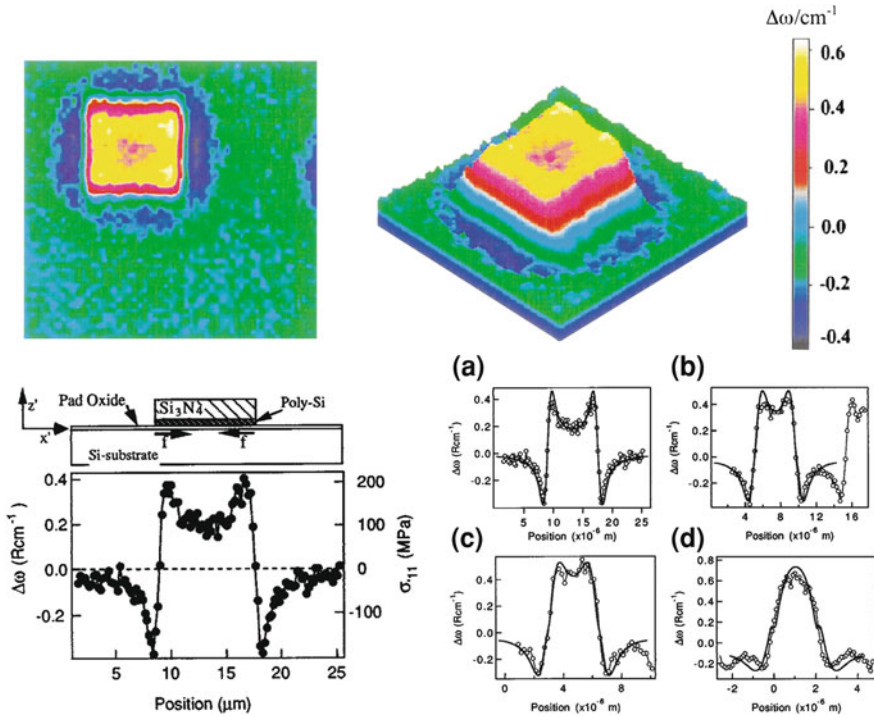 Δω/cm⁻¹
0.6
0.4
0.2
0.0
-0.2
-0.4
z'
Pad Oxide
Si₃N₄
Poly-Si
x'
f
f
Si-substrate
0.4
0.2
0.0
-0.2
Δω (Rcm⁻¹)
200
100
0
-100
σ'₁₁ (MPa)
5 10 15 20 25
Position (μm)
(a)
0.4
0.2
0.0
-0.2
Δω (Rcm⁻¹)
5 10 15 20 25
Position (x10⁻⁶ m)
(b)
0.4
0.2
0.0
-0.2
Δω (Rcm⁻¹)
4 8 12 16
Position (x10⁻⁶ m)
(c)
0.4
0.2
0.0
-0.2
Δω (Rcm⁻¹)
0 4 8
Position (x10⁻⁶ m)
(d)
0.8
0.6
0.4
0.2
0.0
-0.2
Δω (Rcm⁻¹)
-2 0 2 4
Position (x10⁻⁶ m)